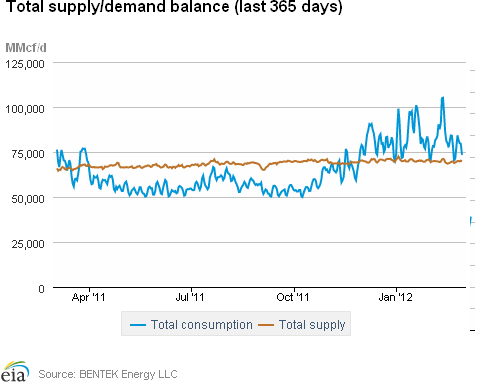 Total supply/demand balance (last 365 days)
MMcf/d
125,000
100,000
75,000
50,000
25,000
0
Apr '11
Jul '11
Oct '11
Jan '12
Total consumption
Total supply
eia
Source: BENTEK Energy LLC